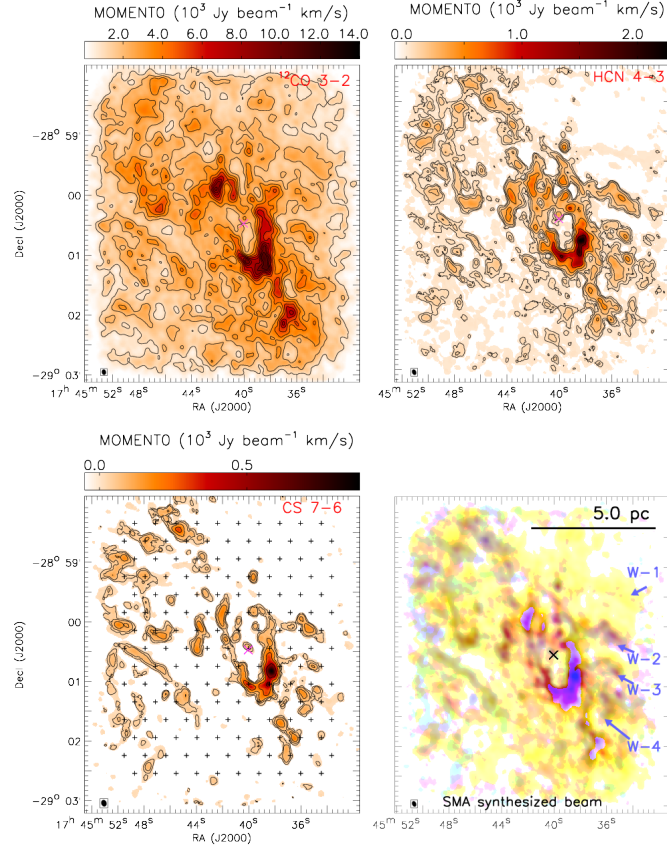 MOMENT0 (10³ Jy beam⁻¹ km/s)
2.0 4.0 6.0 8.0 10.0 12.0 14.0
¹²CO 3-2
-28° 59'
00
01
02
-29° 03
Decl (J2000)
17ʰ 45ᵐ 52ˢ 48ˢ 44ˢ 40ˢ 36ˢ
RA (J2000)
MOMENT0 (10³ Jy beam⁻¹ km/s)
0.0 1.0 2.0
HCN 4-3
45ᵐ 52ˢ 48ˢ 44ˢ 40ˢ 36ˢ
RA (J2000)
MOMENT0 (10³ Jy beam⁻¹ km/s)
0.0 0.5
CS 7-6
-28° 59'
00
01
02
-29° 03
Decl (J2000)
17ʰ 45ᵐ 52ˢ 48ˢ 44ˢ 40ˢ 36ˢ
RA (J2000)
5.0 pc
W-1
W-2
W-3
W-4
SMA synthesized beam
45ᵐ 52ˢ 48ˢ 44ˢ 40ˢ 36ˢ